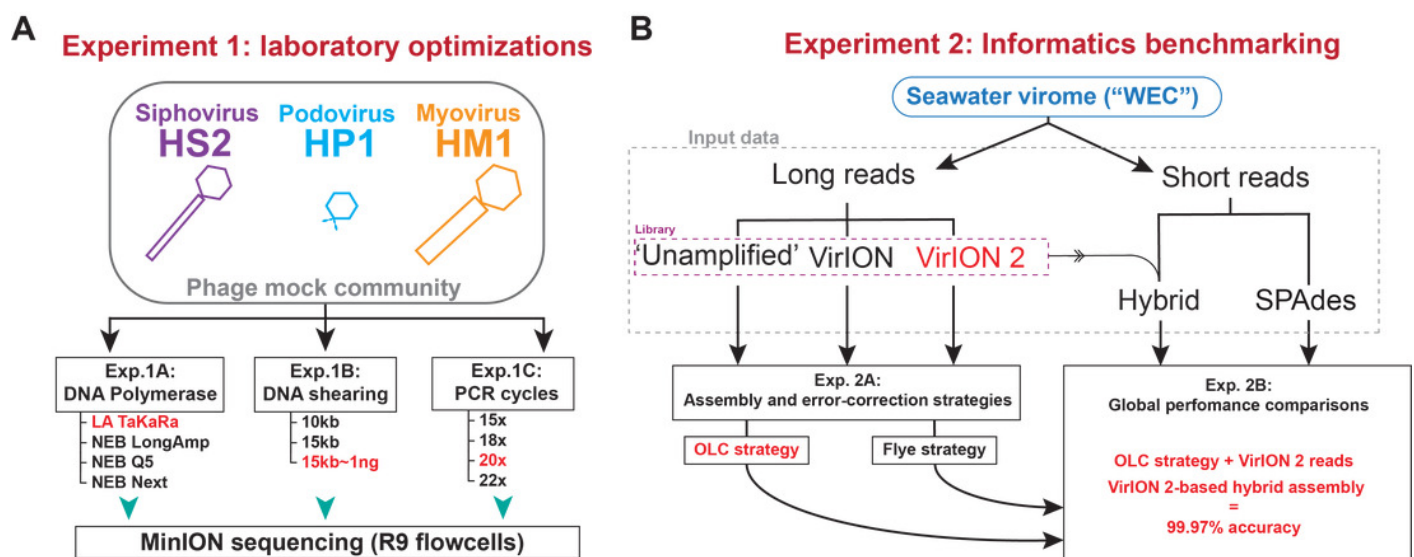 A
Experiment 1: laboratory optimizations
Siphovirus
HS2
Podovirus
HP1
Myovirus
HM1
Phage mock community
Exp.1A:
DNA Polymerase
LA TaKaRa
NEB LongAmp
NEB Q5
NEB Next
Exp.1B:
DNA shearing
10kb
15kb
15kb~1ng
Exp.1C:
PCR cycles
15x
18x
20x
22x
MinION sequencing (R9 flowcells)
B
Experiment 2: Informatics benchmarking
Seawater virome (“WEC”)
Input data
Long reads
Short reads
Library
‘Unamplified’ VirION VirION 2
Hybrid
SPAdes
Exp. 2A:
Assembly and error-correction strategies
OLC strategy
Flye strategy
Exp. 2B:
Global perfomance comparisons
OLC strategy + VirION 2 reads
VirION 2-based hybrid assembly
=
99.97% accuracy